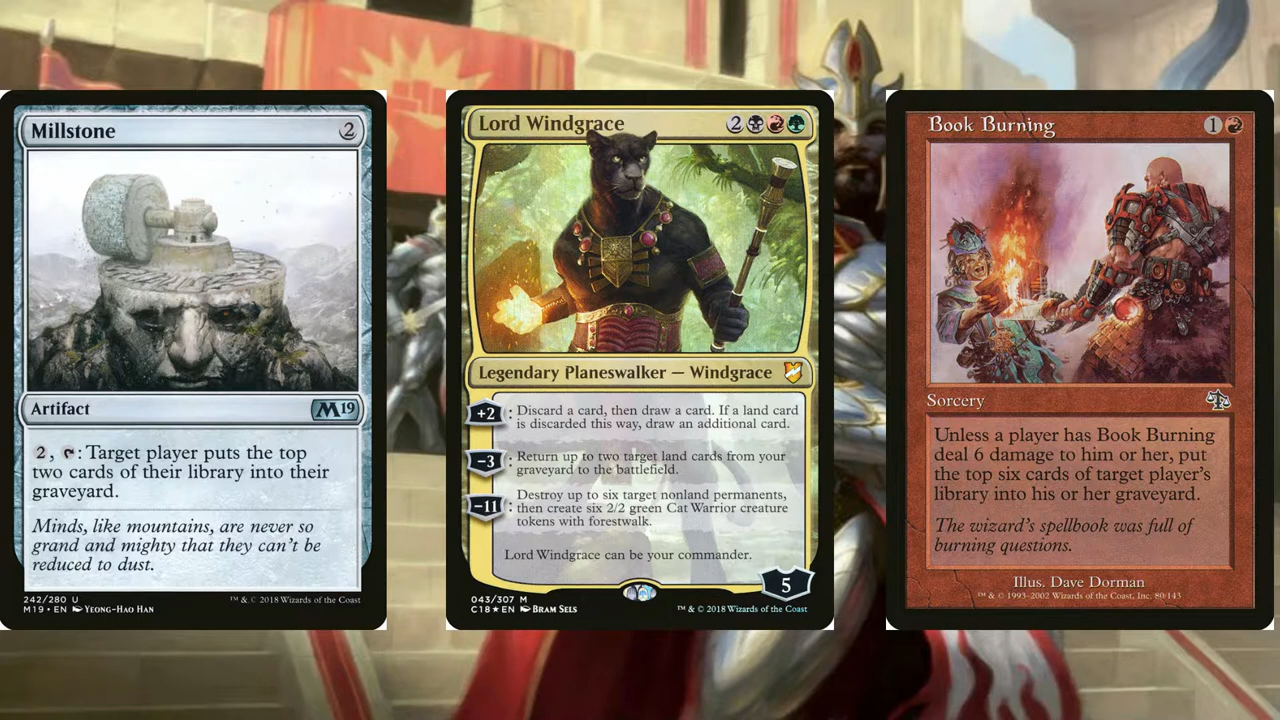 Millstone 2
Artifact M19
2, T: Target player puts the top
two cards of their library into their
graveyard.
Minds, like mountains, are never so
grand and mighty that they can't be
reduced to dust.
242/280 U
M19 • EN Yeong-Hao Han
™ & © 2018 Wizards of the Coast
Lord Windgrace 2
Legendary Planeswalker — Windgrace
+2: Discard a card, then draw a card. If a land card
is discarded this way, draw an additional card.
−3: Return up to two target land cards from your
graveyard to the battlefield.
−11: Destroy up to six target nonland permanents,
then create six 2/2 green Cat Warrior creature
tokens with forestwalk.
Lord Windgrace can be your commander.
5
043/307 M
C18 ★ EN Bram Sels
™ & © 2018 Wizards of the Coast
Book Burning 1
Sorcery
Unless a player has Book Burning
deal 6 damage to him or her, put
the top six cards of target player's
library into his or her graveyard.
The wizard's spellbook was full of
burning questions.
Illus. Dave Dorman
™ & © 1993–2002 Wizards of the Coast, Inc. 80/143